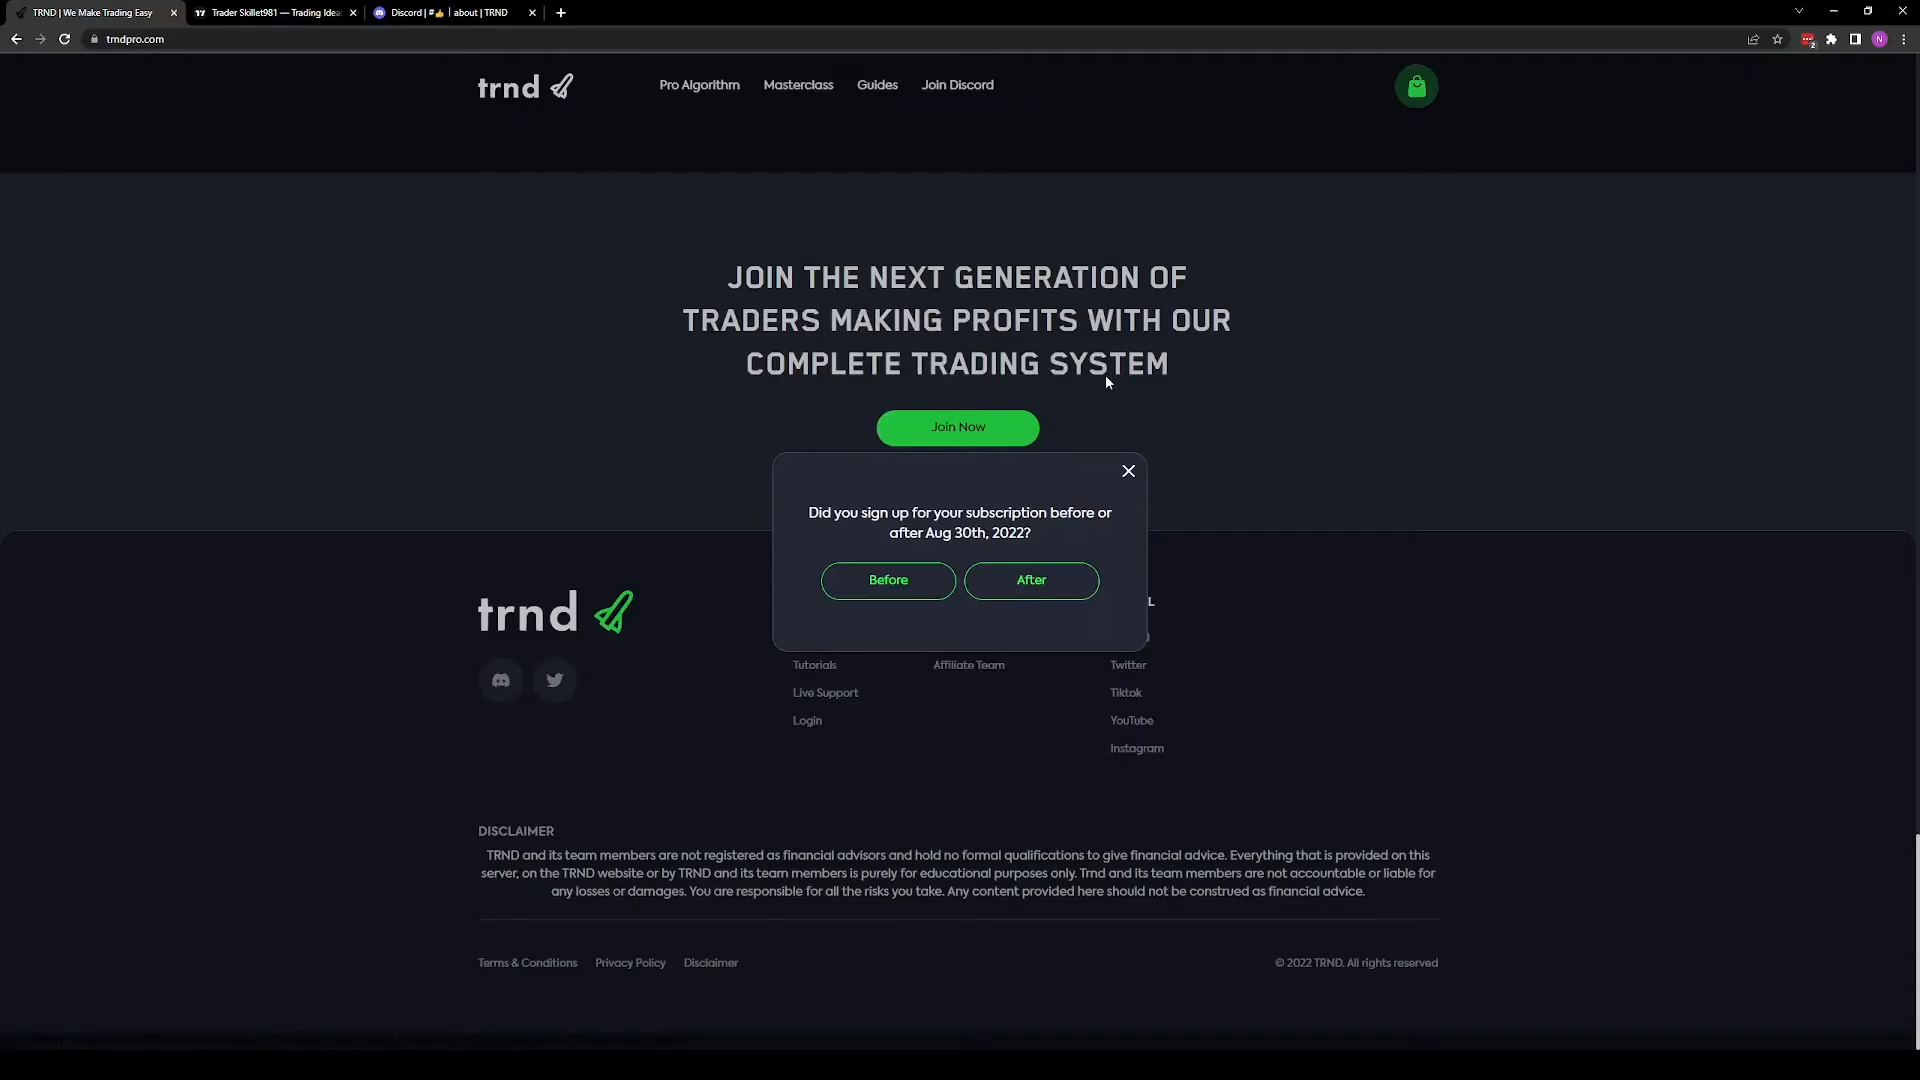 TRND | We Make Trading Easy
Trader Skillet981 — Trading Idea
Discord | #👍 | about | TRND
trndpro.com
2
N
trnd
Pro Algorithm
Masterclass
Guides
Join Discord
JOIN THE NEXT GENERATION OF
TRADERS MAKING PROFITS WITH OUR
COMPLETE TRADING SYSTEM
Join Now
Did you sign up for your subscription before or
after Aug 30th, 2022?
Before
After
trnd
L
Tutorials
Live Support
Login
Affiliate Team
Twitter
Tiktok
YouTube
Instagram
DISCLAIMER
TRND and its team members are not registered as financial advisors and hold no formal qualifications to give financial advice. Everything that is provided on this
server, on the TRND website or by TRND and its team members is purely for educational purposes only. Trnd and its team members are not accountable or liable for
any losses or damages. You are responsible for all the risks you take. Any content provided here should not be construed as financial advice.
Terms & Conditions
Privacy Policy
Disclaimer
© 2022 TRND. All rights reserved